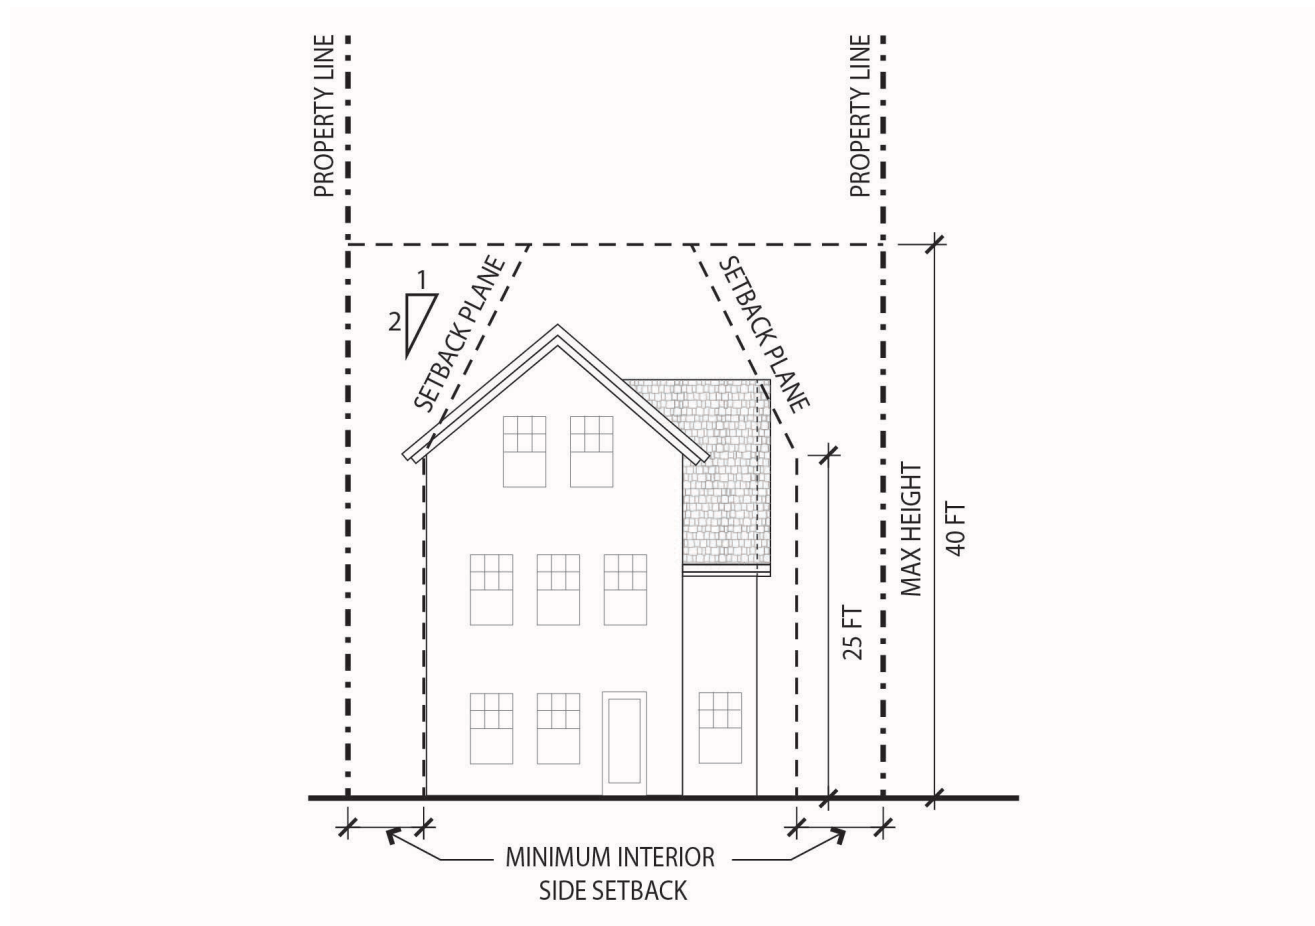 PROPERTY LINE
PROPERTY LINE
1
2
SETBACK PLANE
SETBACK PLANE
MAX HEIGHT
40 FT
25 FT
MINIMUM INTERIOR
SIDE SETBACK